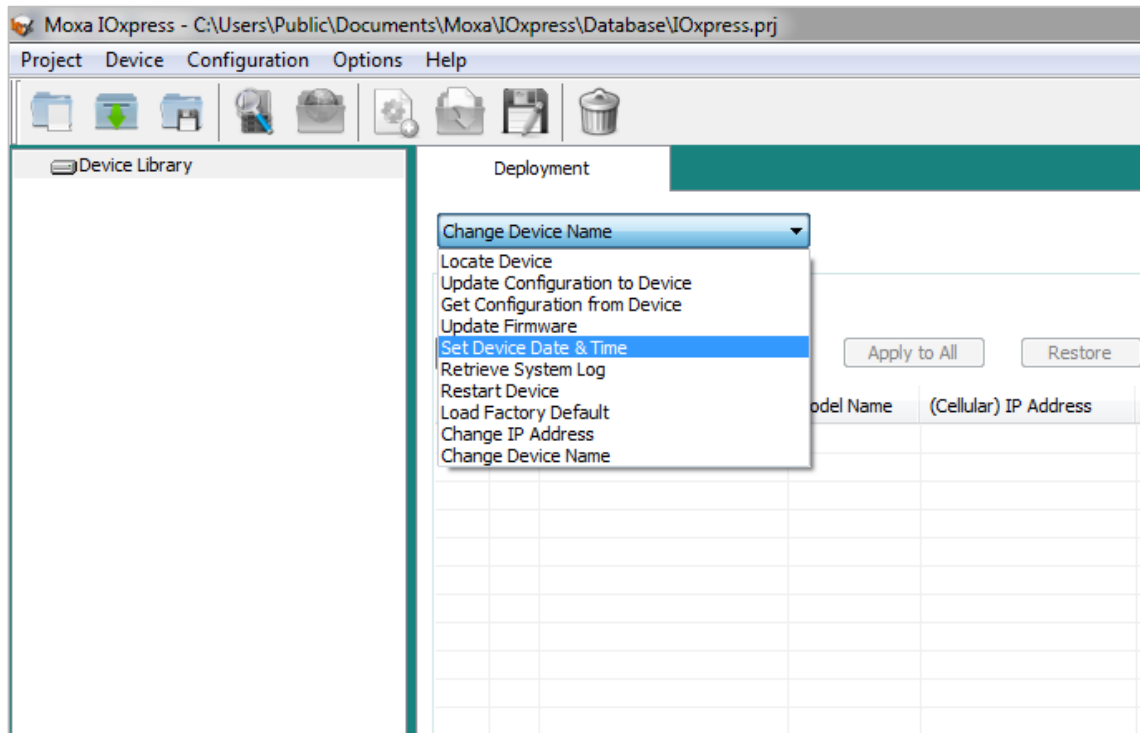 Moxa IOxpress - C:\Users\Public\Documents\Moxa\IOxpress\Database\IOxpress.prj
Project Device Configuration Options Help
Device Library
Deployment
Change Device Name
Locate Device
Update Configuration to Device
Get Configuration from Device
Update Firmware
Set Device Date & Time
Retrieve System Log
Restart Device
Load Factory Default
Change IP Address
Change Device Name
Apply to All Restore
odel Name (Cellular) IP Address